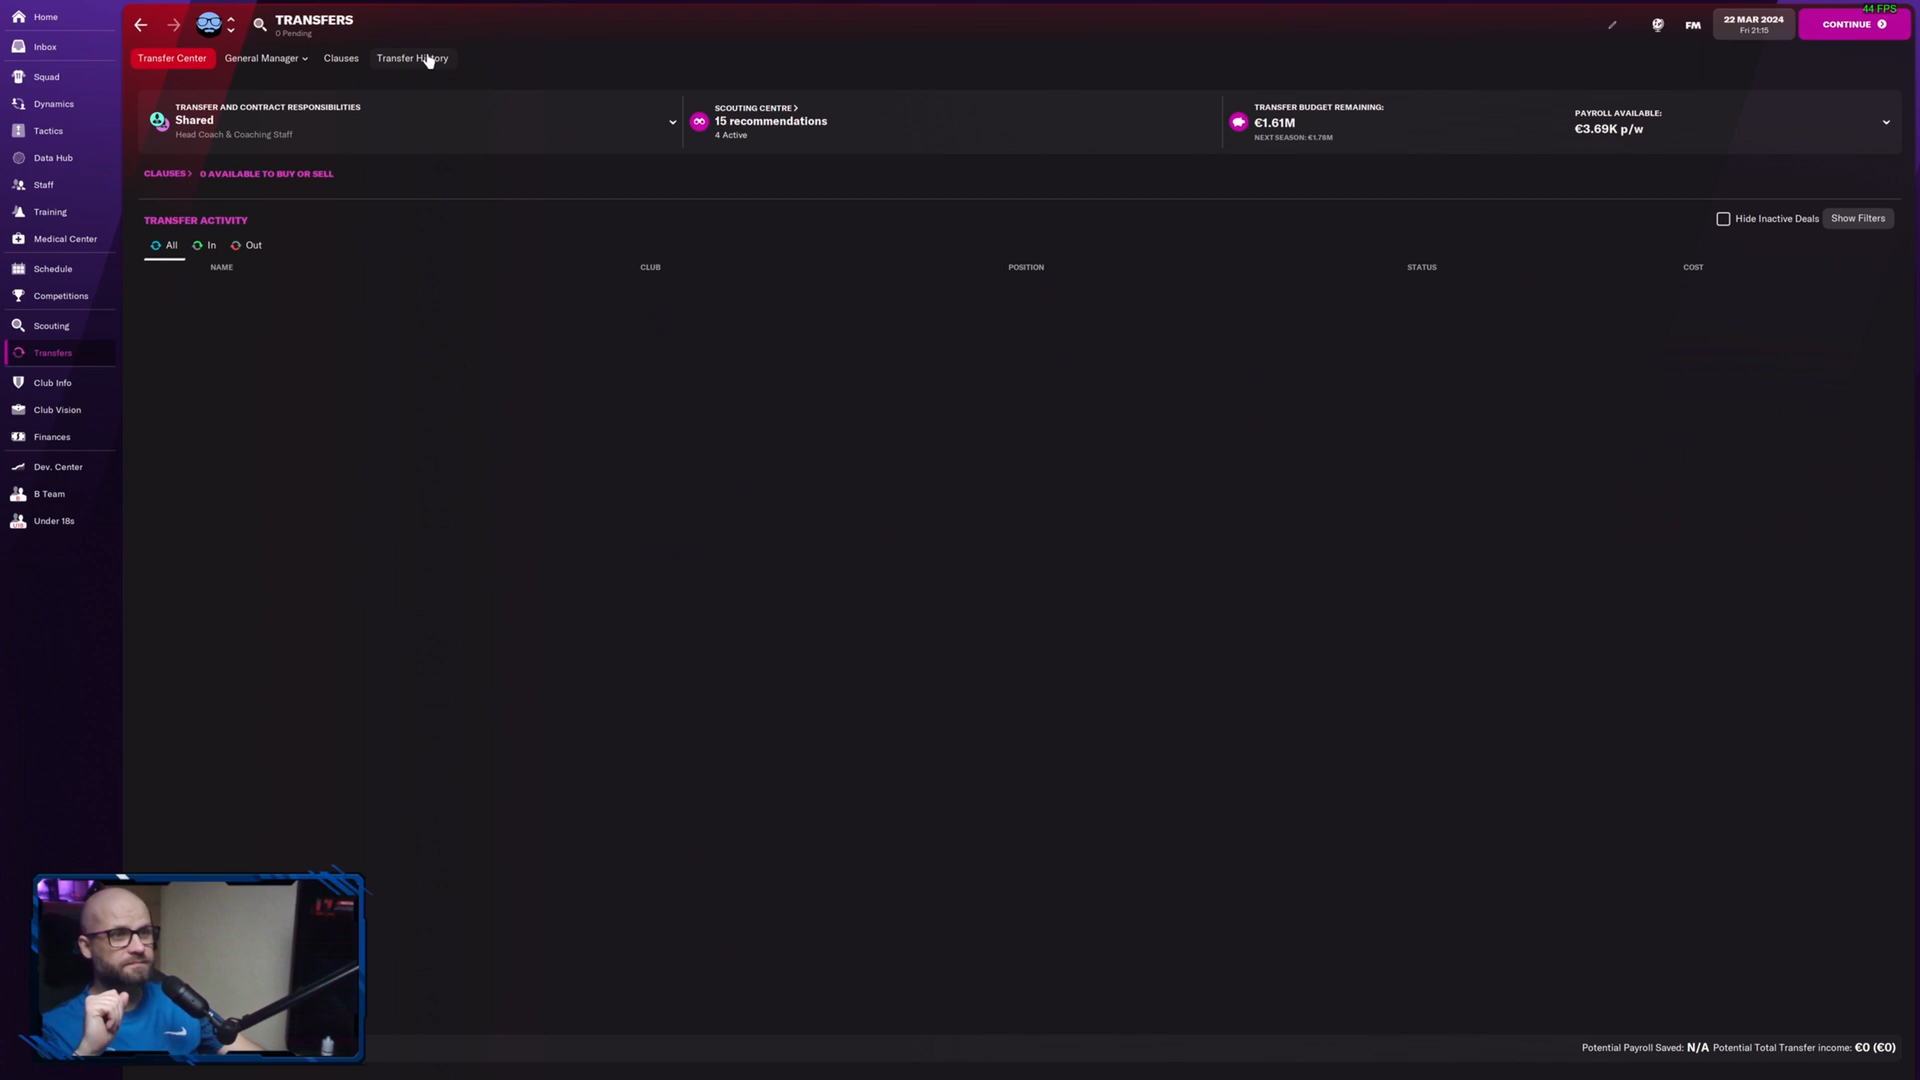 Home
Inbox
Squad
Dynamics
Tactics
Data Hub
Staff
Training
Medical Center
Schedule
Competitions
Scouting
Transfers
Club Info
Club Vision
Finances
Dev. Center
B Team
Under 18s
TRANSFERS
0 Pending
FM
22 MAR 2024
Fri 21:15
44 FPS
CONTINUE
Transfer Center
General Manager
Clauses
Transfer History
TRANSFER AND CONTRACT RESPONSIBILITIES
Shared
Head Coach & Coaching Staff
SCOUTING CENTRE >
15 recommendations
4 Active
TRANSFER BUDGET REMAINING:
€1.61M
NEXT SEASON: €1.78M
PAYROLL AVAILABLE:
€3.69K p/w
CLAUSES > 0 AVAILABLE TO BUY OR SELL
TRANSFER ACTIVITY
Hide Inactive Deals
Show Filters
All In Out
NAME CLUB POSITION STATUS COST
Potential Payroll Saved: N/A Potential Total Transfer income: €0 (€0)